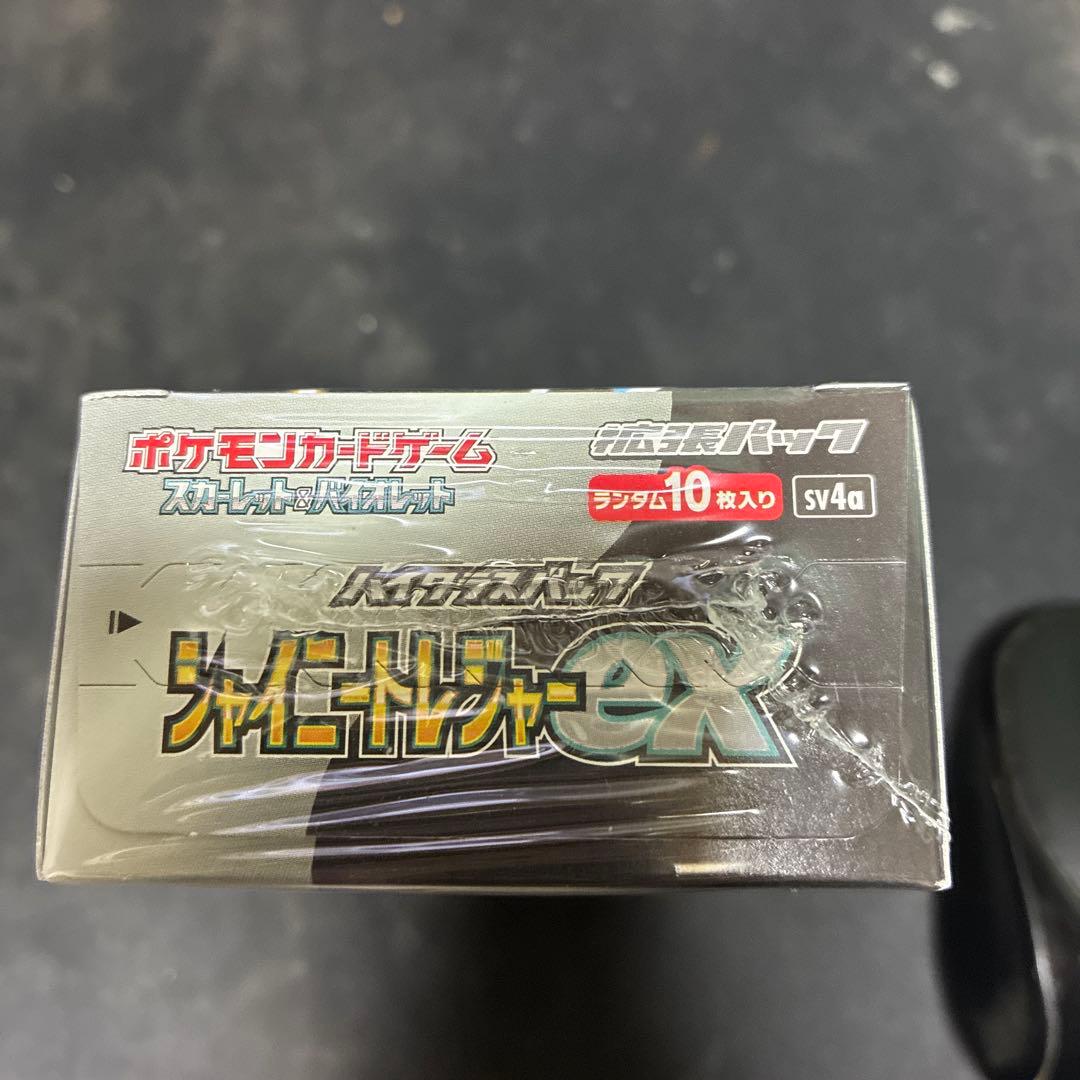 ポケモンカードゲーム
スカーレット&バイオレット
拡張パック
ランダム10枚入り
sv4a
ハイクラスパック
シャイニートレジャーex